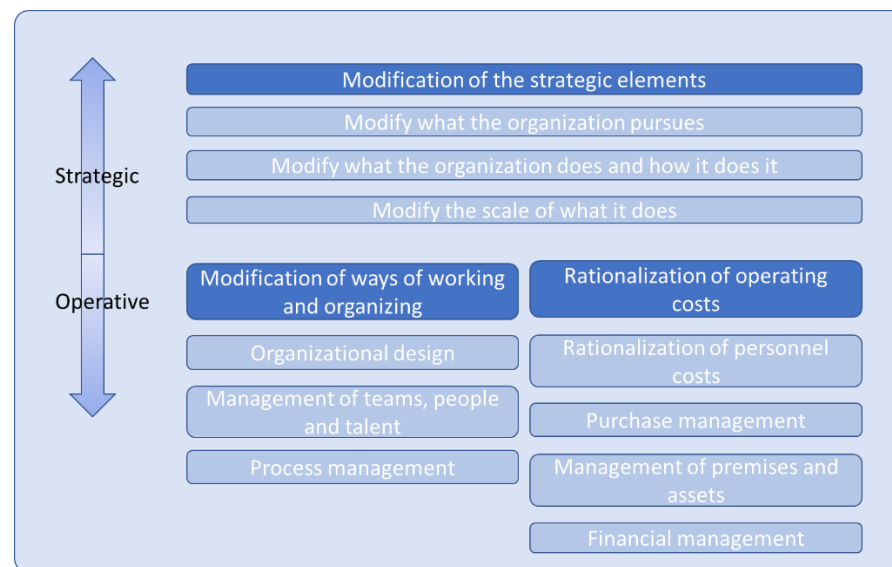 Modification of the strategic elements
Modify what the organization pursues
Modify what the organization does and how it does it
Strategic
Modify the scale of what it does
Operative
Modification of ways of working
and organizing
Organizational design
Management of teams, people
and talent
Process management
Rationalization of operating
costs
Rationalization of personnel
costs
Purchase management
Management of premises and
assets
Financial management